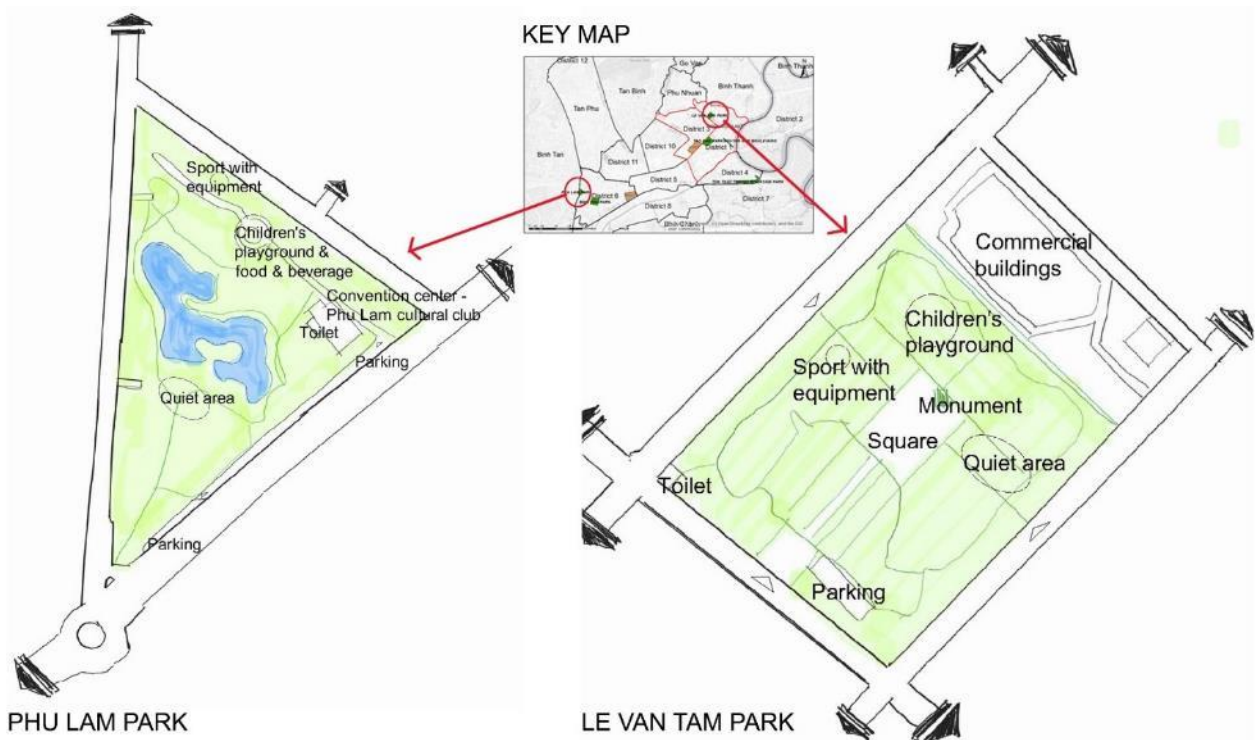 KEY MAP
District 12
Go Vap
Binh Thanh
Binh Thanh
Tan Binh
Phu Nhuan
Tan Phu
District 2
District 3
District 10
District 11
Binh Tan
District 5
District 4
District 6
District 8
District 7
Sport with
equipment
Children's
playground &
food & beverage
Convention center -
Phu Lam cultural club
Toilet
Parking
Quiet area
Parking
PHU LAM PARK
Commercial
buildings
Children's
playground
Sport with
equipment
Monument
Square
Quiet area
Toilet
Parking
LE VAN TAM PARK